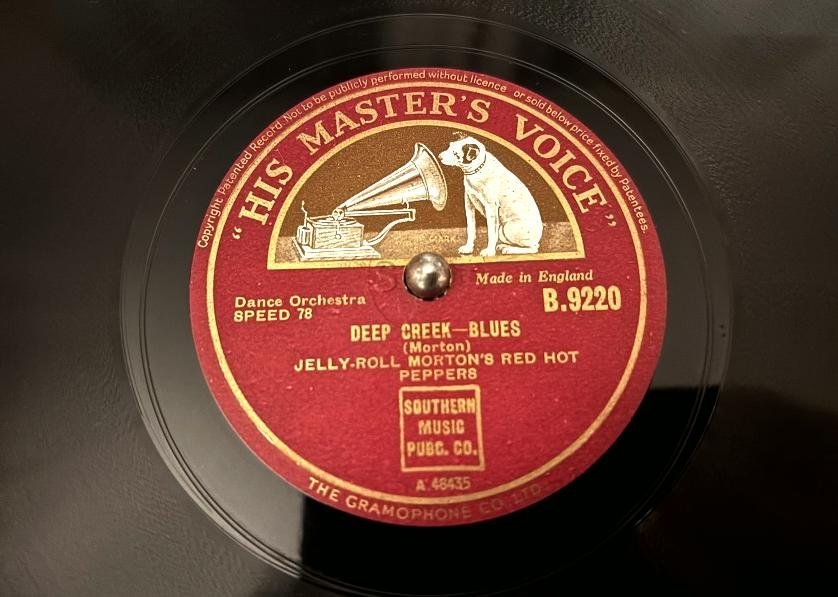 Copyright Patented Record. Not to be publicly performed without licence or sold below price fixed by Patentees.
"HIS MASTER'S VOICE"
MARK
Made in England
Dance Orchestra
SPEED 78
B.9220
DEEP CREEK—BLUES
(Morton)
JELLY-ROLL MORTON'S RED HOT
PEPPERS
SOUTHERN
MUSIC
PUBG. CO.
A 48435
THE GRAMOPHONE CO. LTD.